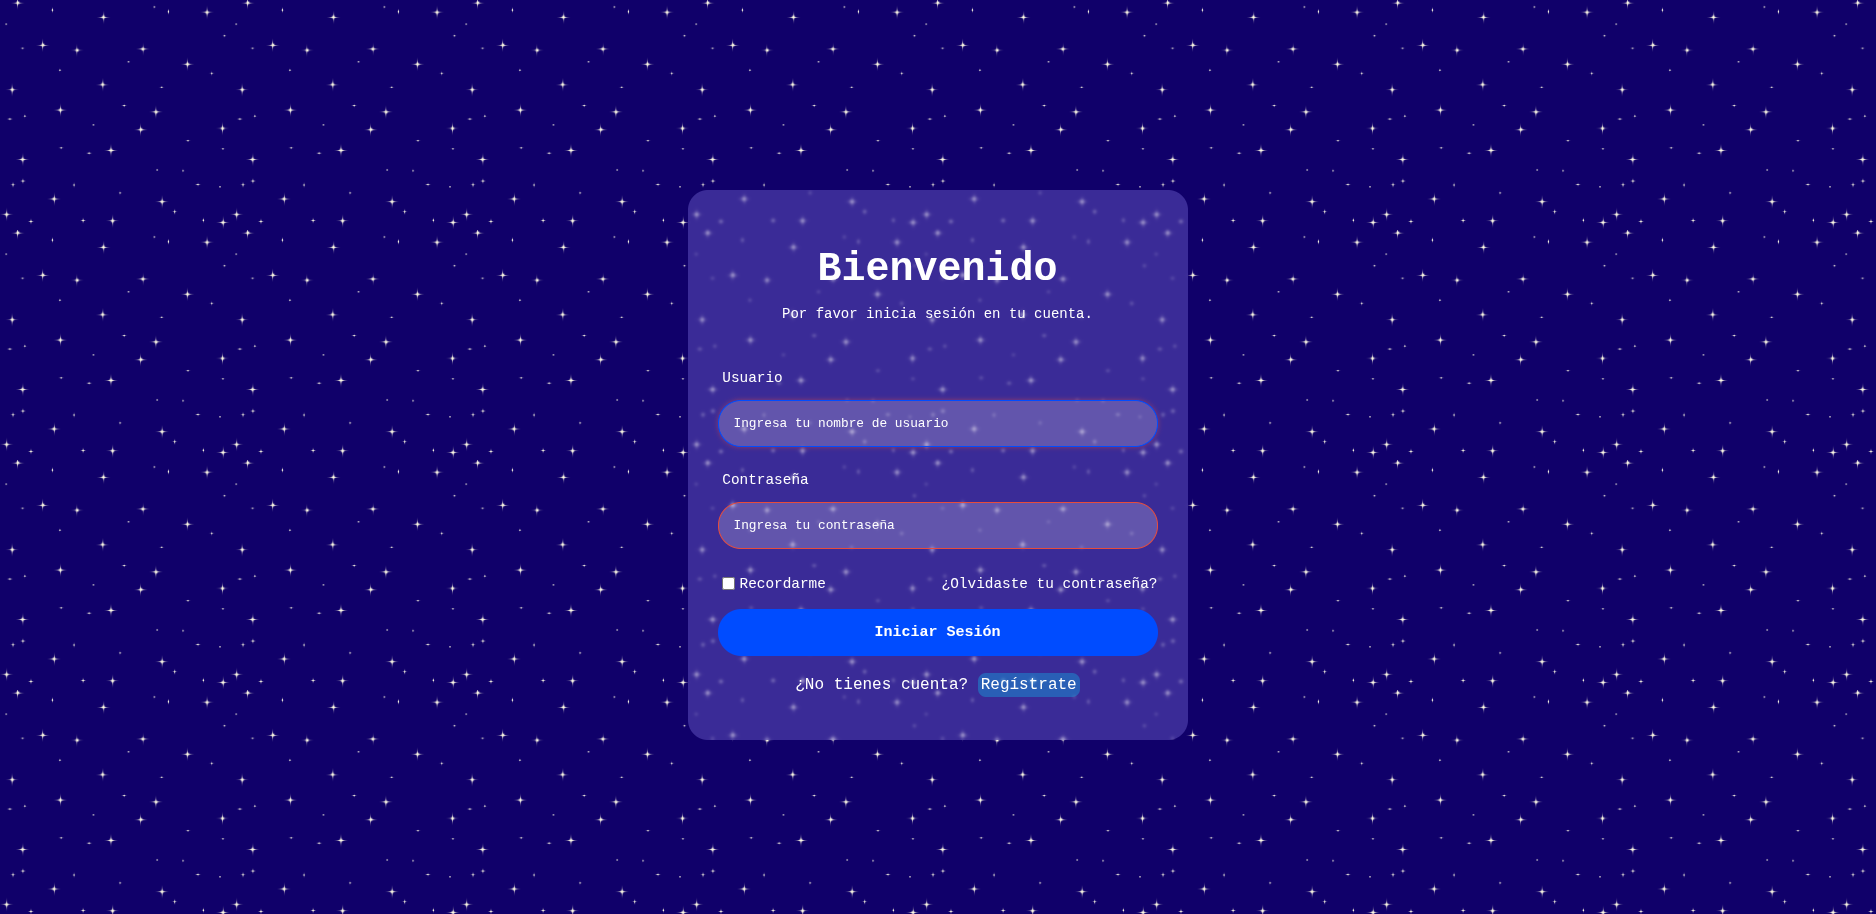 Bienvenido
Por favor inicia sesión en tu cuenta.
Usuario
Ingresa tu nombre de usuario
Contraseña
Ingresa tu contraseña
Recordarme ¿Olvidaste tu contraseña?
Iniciar Sesión
¿No tienes cuenta? Regístrate